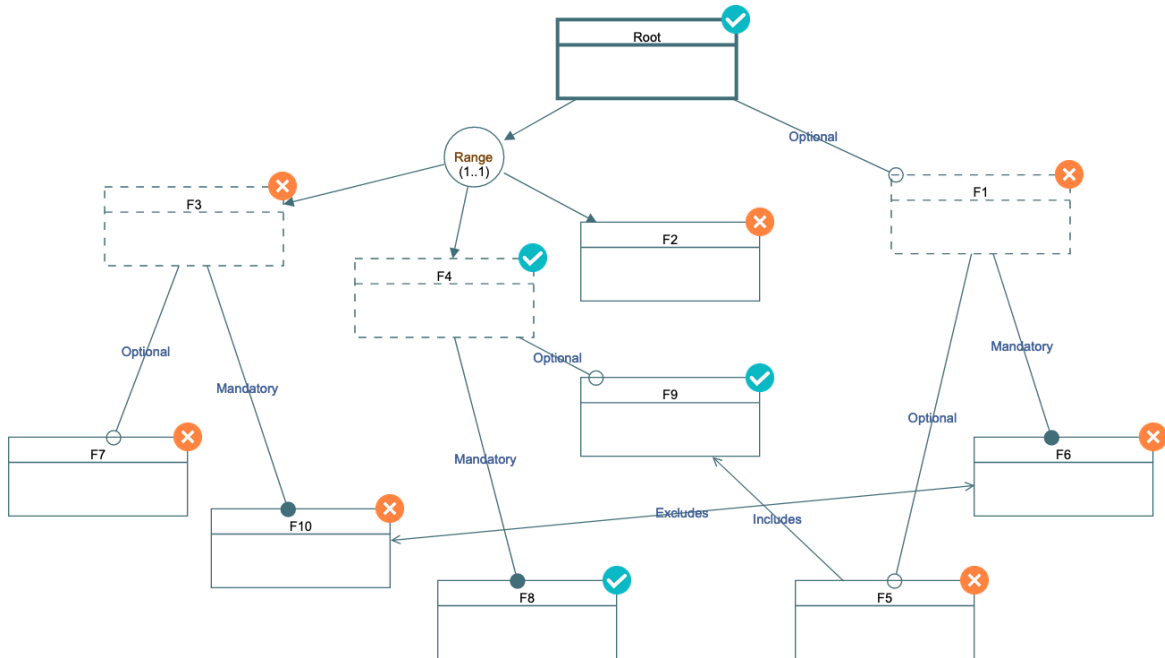 Root
Optional
Range
(1..1)
F3
F1
F2
F4
Optional
Optional
Mandatory
Mandatory
F9
Optional
F7
Mandatory
F6
Excludes
Includes
F10
F8
F5